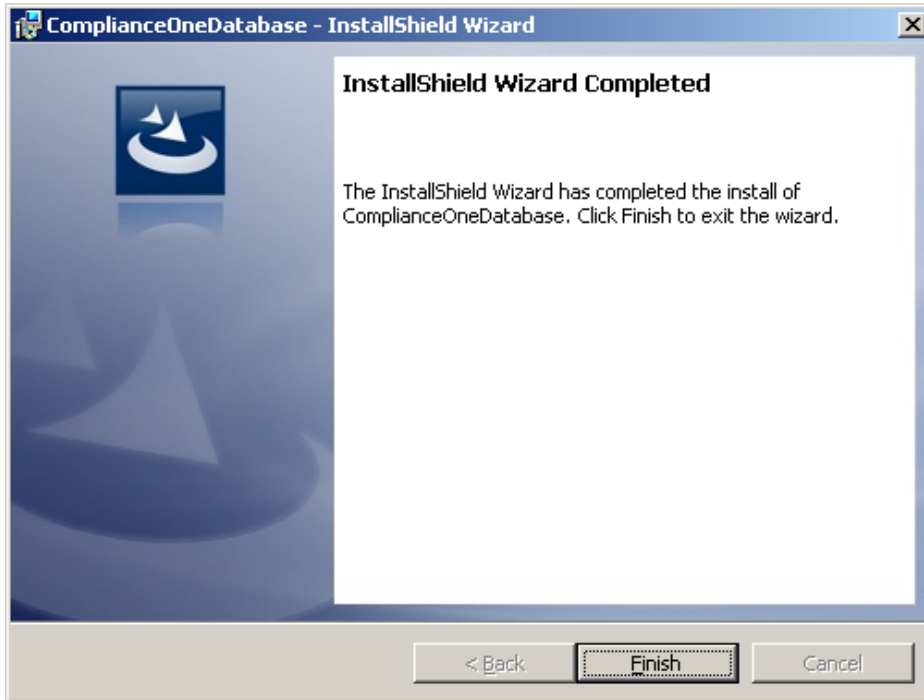 ComplianceOneDatabase - InstallShield Wizard
InstallShield Wizard Completed
The InstallShield Wizard has completed the install of
ComplianceOneDatabase. Click Finish to exit the wizard.
< Back
Finish
Cancel